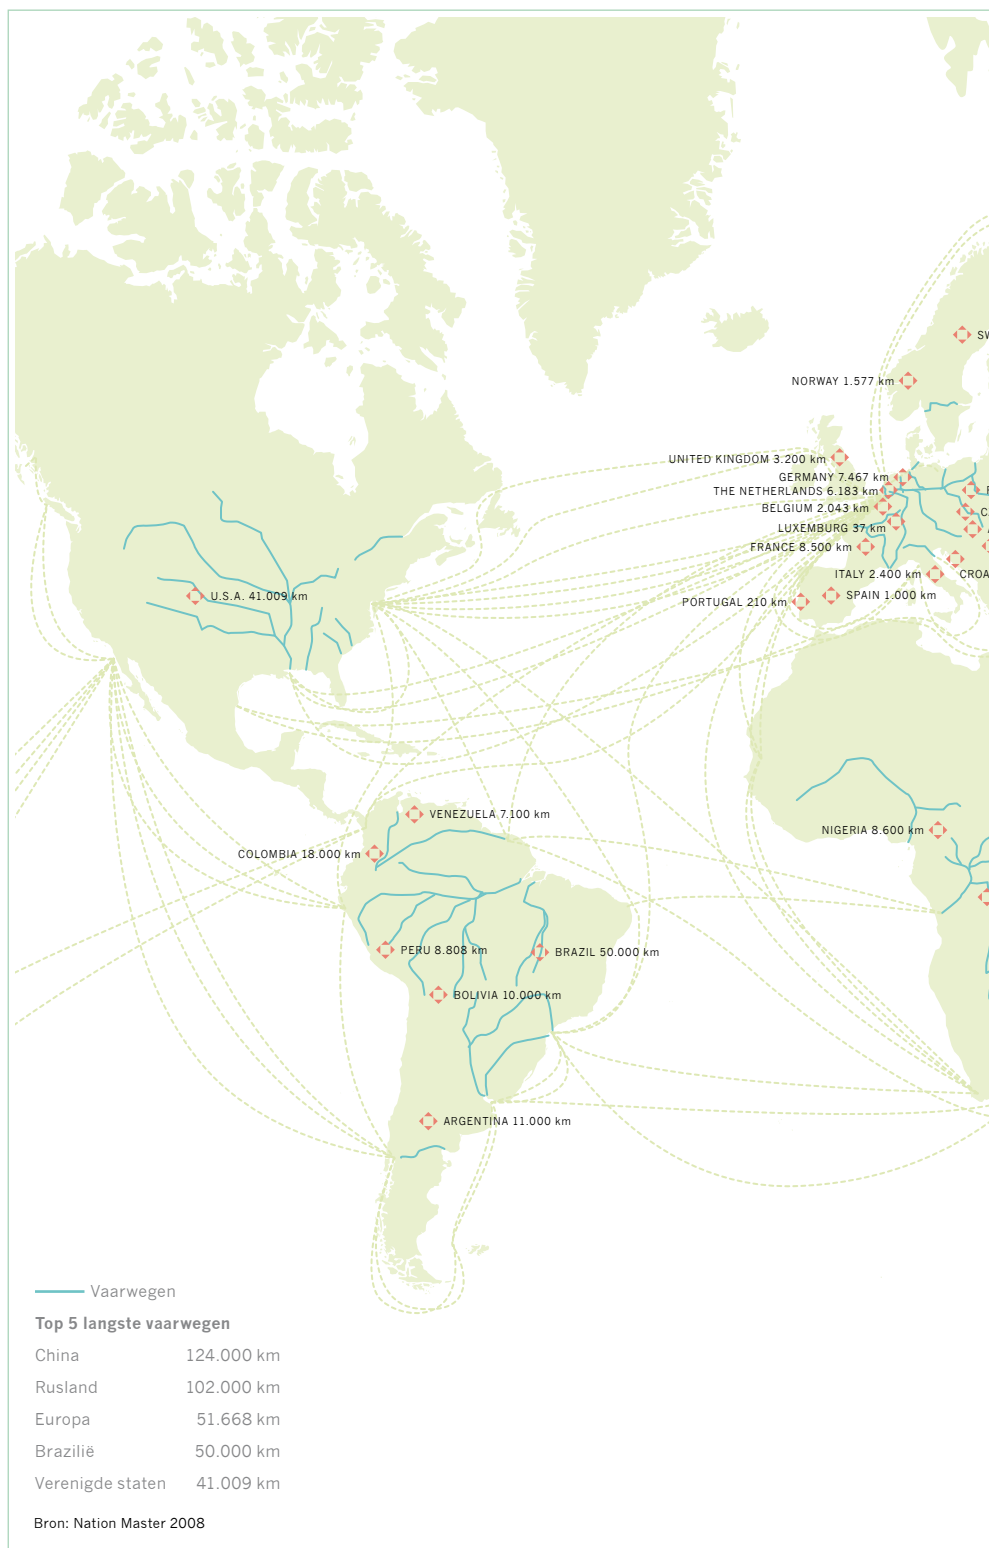 SW
NORWAY 1.577 km
UNITED KINGDOM 3.200 km
GERMANY 7.467 km
THE NETHERLANDS 6.183 km
BELGIUM 2.043 km
LUXEMBURG 37 km
FRANCE 8.500 km
ITALY 2.400 km
CROA
SPAIN 1.000 km
PORTUGAL 210 km
U.S.A. 41.009 km
VENEZUELA 7.100 km
NIGERIA 8.600 km
COLOMBIA 18.000 km
PERU 8.808 km
BRAZIL 50.000 km
BOLIVIA 10.000 km
ARGENTINA 11.000 km
Vaarwegen
Top 5 langste vaarwegen
China 124.000 km
Rusland 102.000 km
Europa 51.668 km
Brazilië 50.000 km
Verenigde staten 41.009 km
Bron: Nation Master 2008